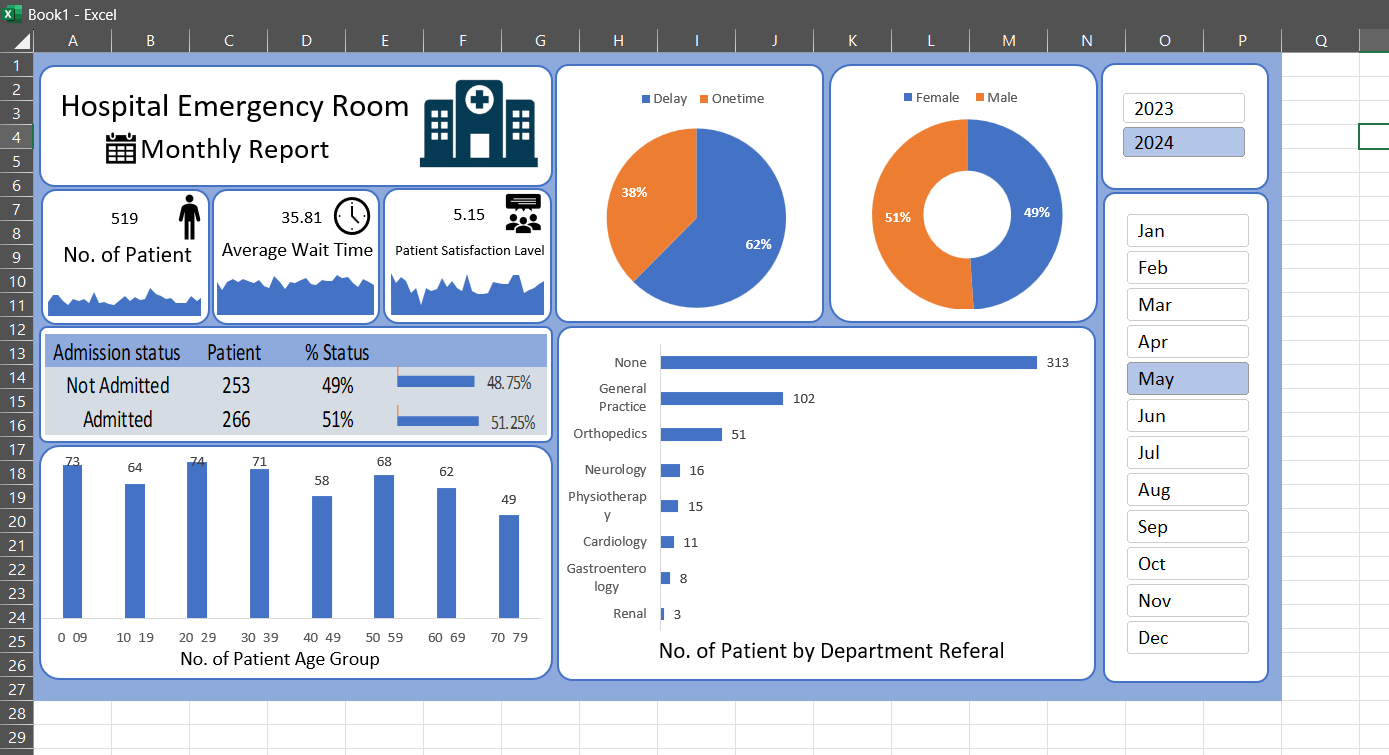 Book1 - Excel
A B C D E F G H I J K L M N O P Q
1
2
3
4
5
6
7
8
9
10
11
12
13
14
15
16
17
18
19
20
21
22
23
24
25
26
27
28
29
Hospital Emergency Room
Monthly Report
519
No. of Patient
35.81
Average Wait Time
5.15
Patient Satisfaction Lavel
Delay Onetime
38%
62%
Female Male
51%
49%
2023
2024
Jan
Feb
Mar
Apr
May
Jun
Jul
Aug
Sep
Oct
Nov
Dec
Admission status Patient % Status
Not Admitted 253 49% 48.75%
Admitted 266 51% 51.25%
73 64 74 71 58 68 62 49
0 09 10 19 20 29 30 39 40 49 50 59 60 69 70 79
No. of Patient Age Group
None 313
General
Practice 102
Orthopedics 51
Neurology 16
Physiotherap
y 15
Cardiology 11
Gastroentero
logy 8
Renal 3
No. of Patient by Department Referal